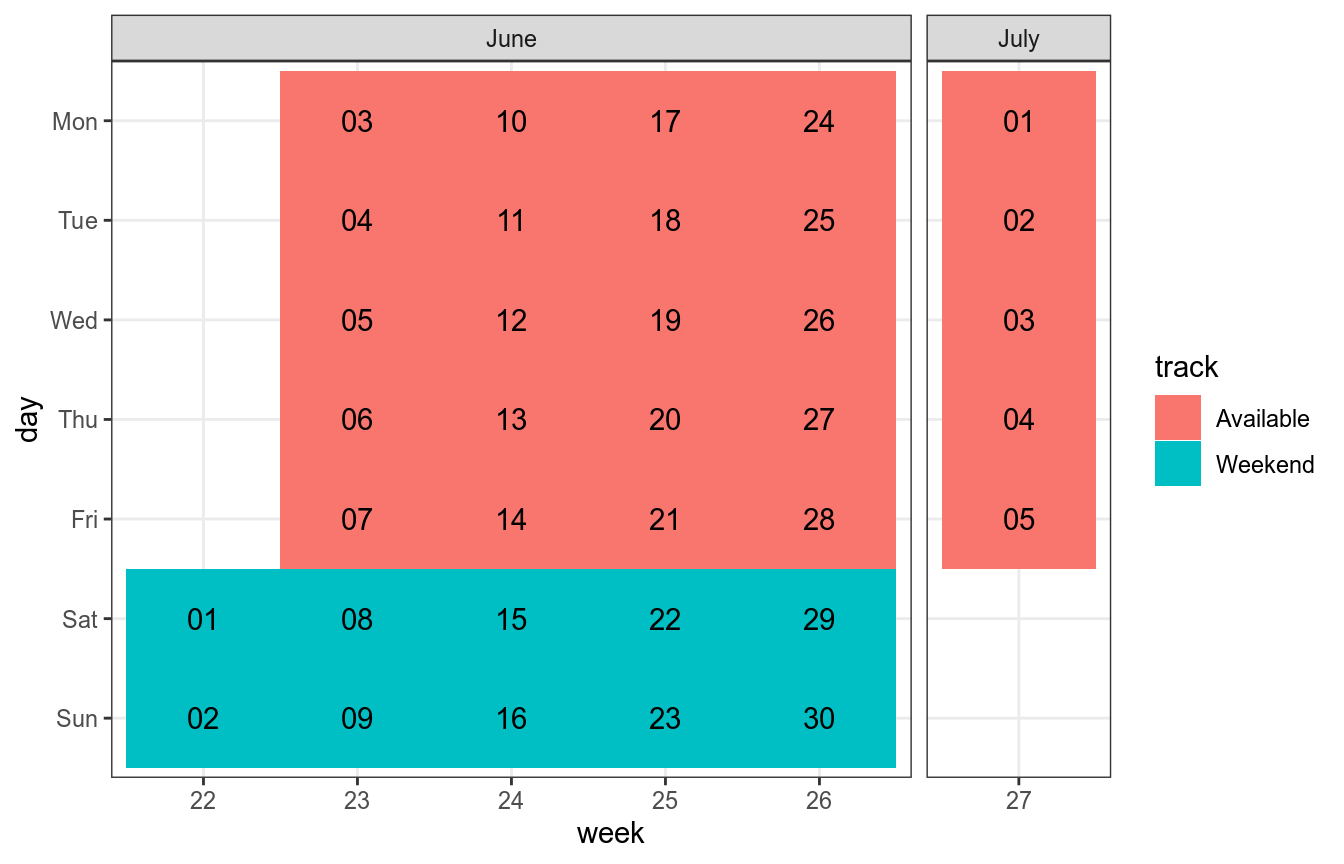 June July
Mon 03 10 17 24 01
Tue 04 11 18 25 02
Wed 05 12 19 26 03
track
Thu 06 13 20 27 04
Available
day
Weekend
Fri 07 14 21 28 05
Sat 01 08 15 22 29
Sun 02 09 16 23 30
22 23 24 25 26 27
week